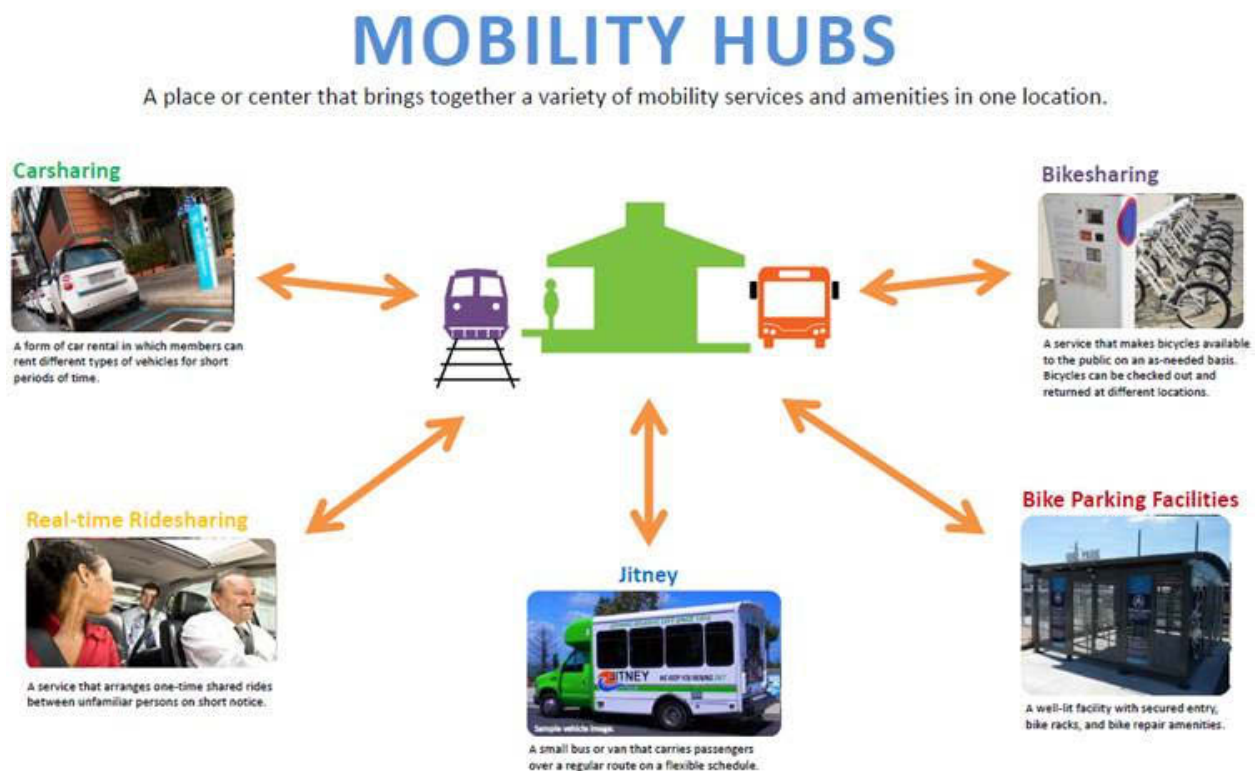 MOBILITY HUBS
A place or center that brings together a variety of mobility services and amenities in one location.
Carsharing
A form of car rental in which members can
rent different types of vehicles for short
periods of time.
Bikesharing
A service that makes bicycles available
to the public on an as-needed basis.
Bicycles can be checked out and
returned at different locations.
Real-time Ridesharing
A service that arranges one-time shared rides
between unfamiliar persons on short notice.
Jitney
JITNEY
WE KEEP YOU MOVING 24/7
Sample vehicle image.
A small bus or van that carries passengers
over a regular route on a flexible schedule.
Bike Parking Facilities
BIKE PARK
A well-lit facility with secured entry,
bike racks, and bike repair amenities.